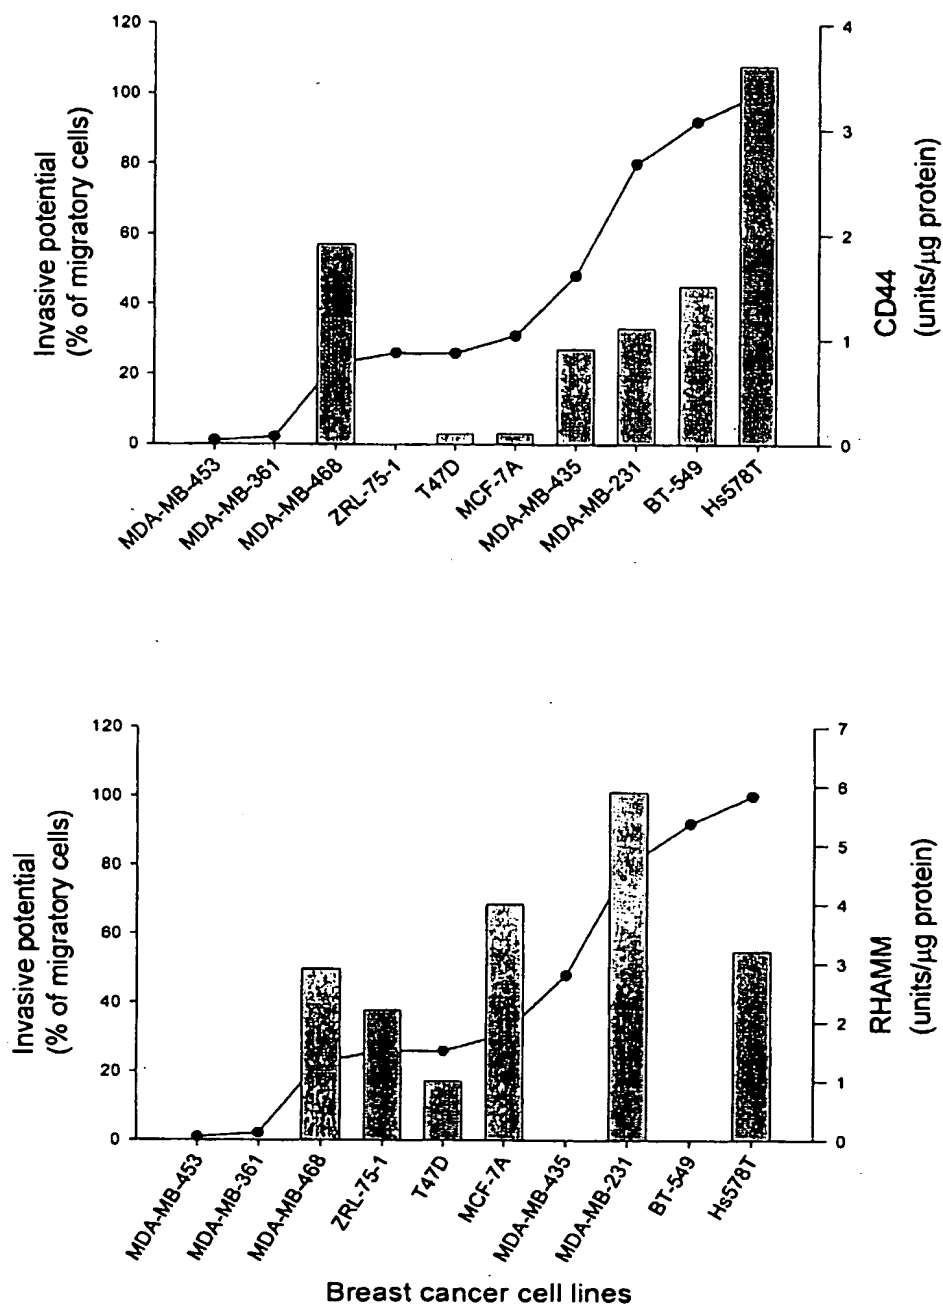 120
100
80
60
40
20
0
Invasive potential
(% of migratory cells)
4
3
2
1
0
CD44
(units/µg protein)
MDA-MB-453
MDA-MB-361
MDA-MB-468
ZRL-75-1
T47D
MCF-7A
MDA-MB-435
MDA-MB-231
BT-549
Hs578T
120
100
80
60
40
20
0
Invasive potential
(% of migratory cells)
7
6
5
4
3
2
1
0
RHAMM
(units/µg protein)
MDA-MB-453
MDA-MB-361
MDA-MB-468
ZRL-75-1
T47D
MCF-7A
MDA-MB-435
MDA-MB-231
BT-549
Hs578T
Breast cancer cell lines